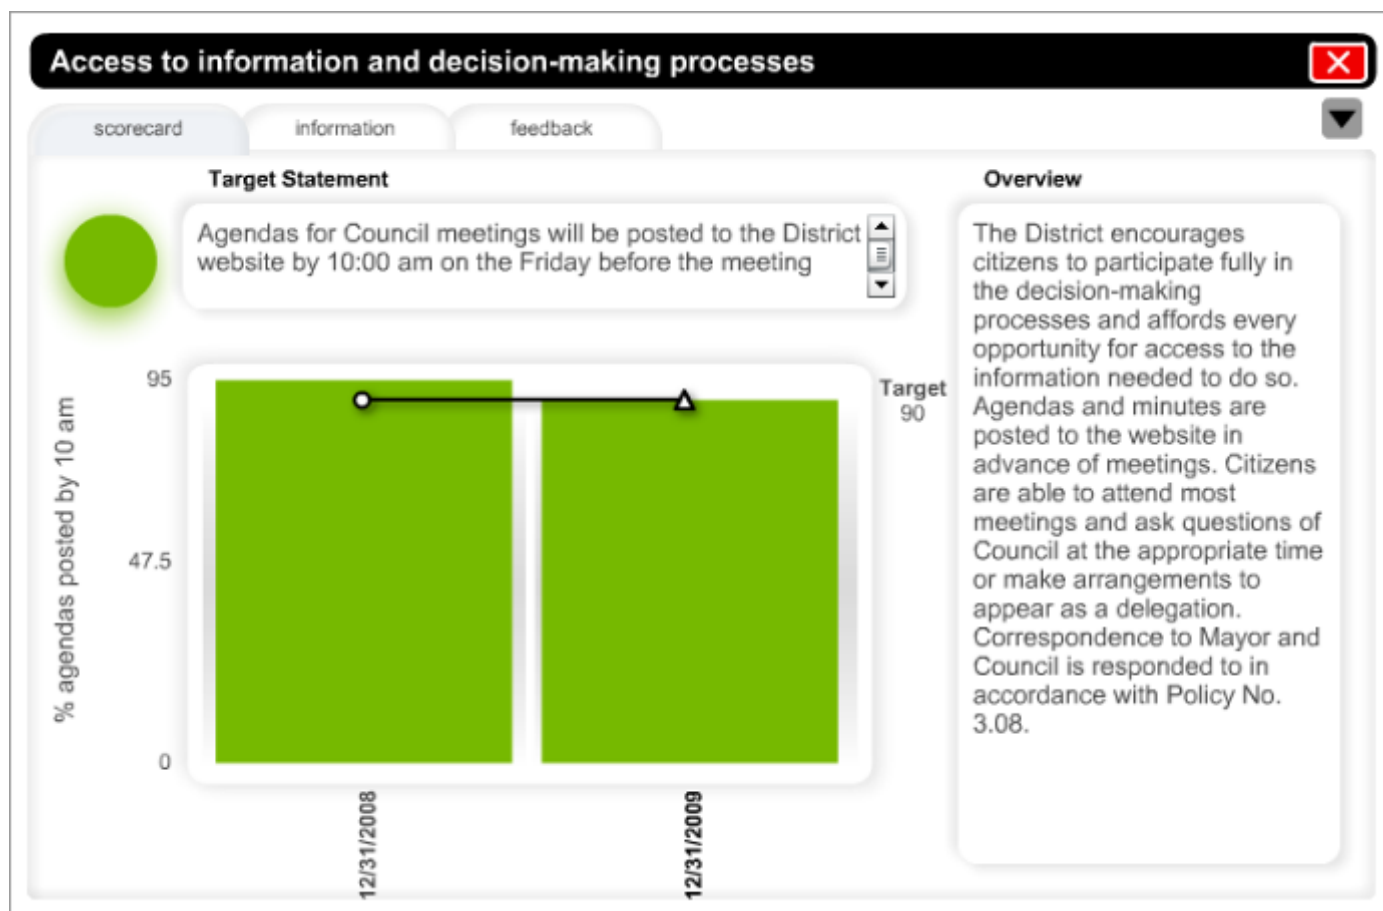 Access to information and decision-making processes
scorecard
information
feedback
Target Statement
Agendas for Council meetings will be posted to the District
website by 10:00 am on the Friday before the meeting
Overview
The District encourages
citizens to participate fully in
the decision-making
processes and affords every
opportunity for access to the
information needed to do so.
Agendas and minutes are
posted to the website in
advance of meetings. Citizens
are able to attend most
meetings and ask questions of
Council at the appropriate time
or make arrangements to
appear as a delegation.
Correspondence to Mayor and
Council is responded to in
accordance with Policy No.
3.08.
% agendas posted by 10 am
95
47.5
0
Target
90
12/31/2008
12/31/2009